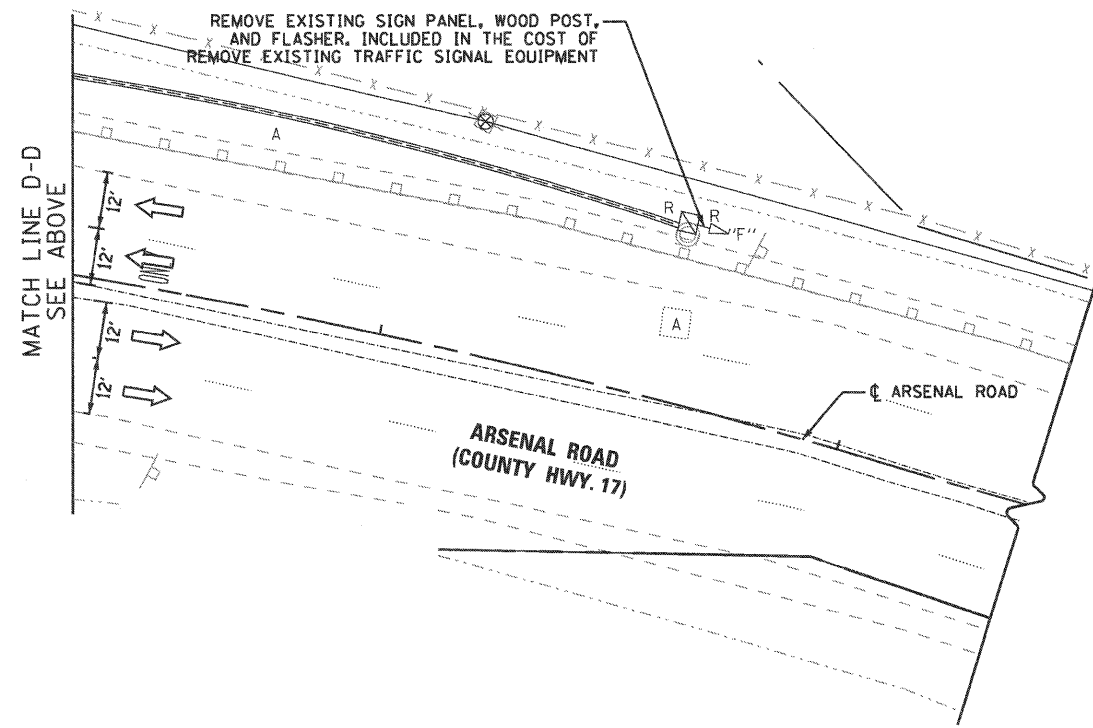 REMOVE EXISTING SIGN PANEL, WOOD POST,
AND FLASHER. INCLUDED IN THE COST OF
REMOVE EXISTING TRAFFIC SIGNAL EQUIPMENT
MATCH LINE D-D
SEE ABOVE
A
12'
12'
12'
12'
R
R
"F"
A
℄ ARSENAL ROAD
ARSENAL ROAD
(COUNTY HWY. 17)